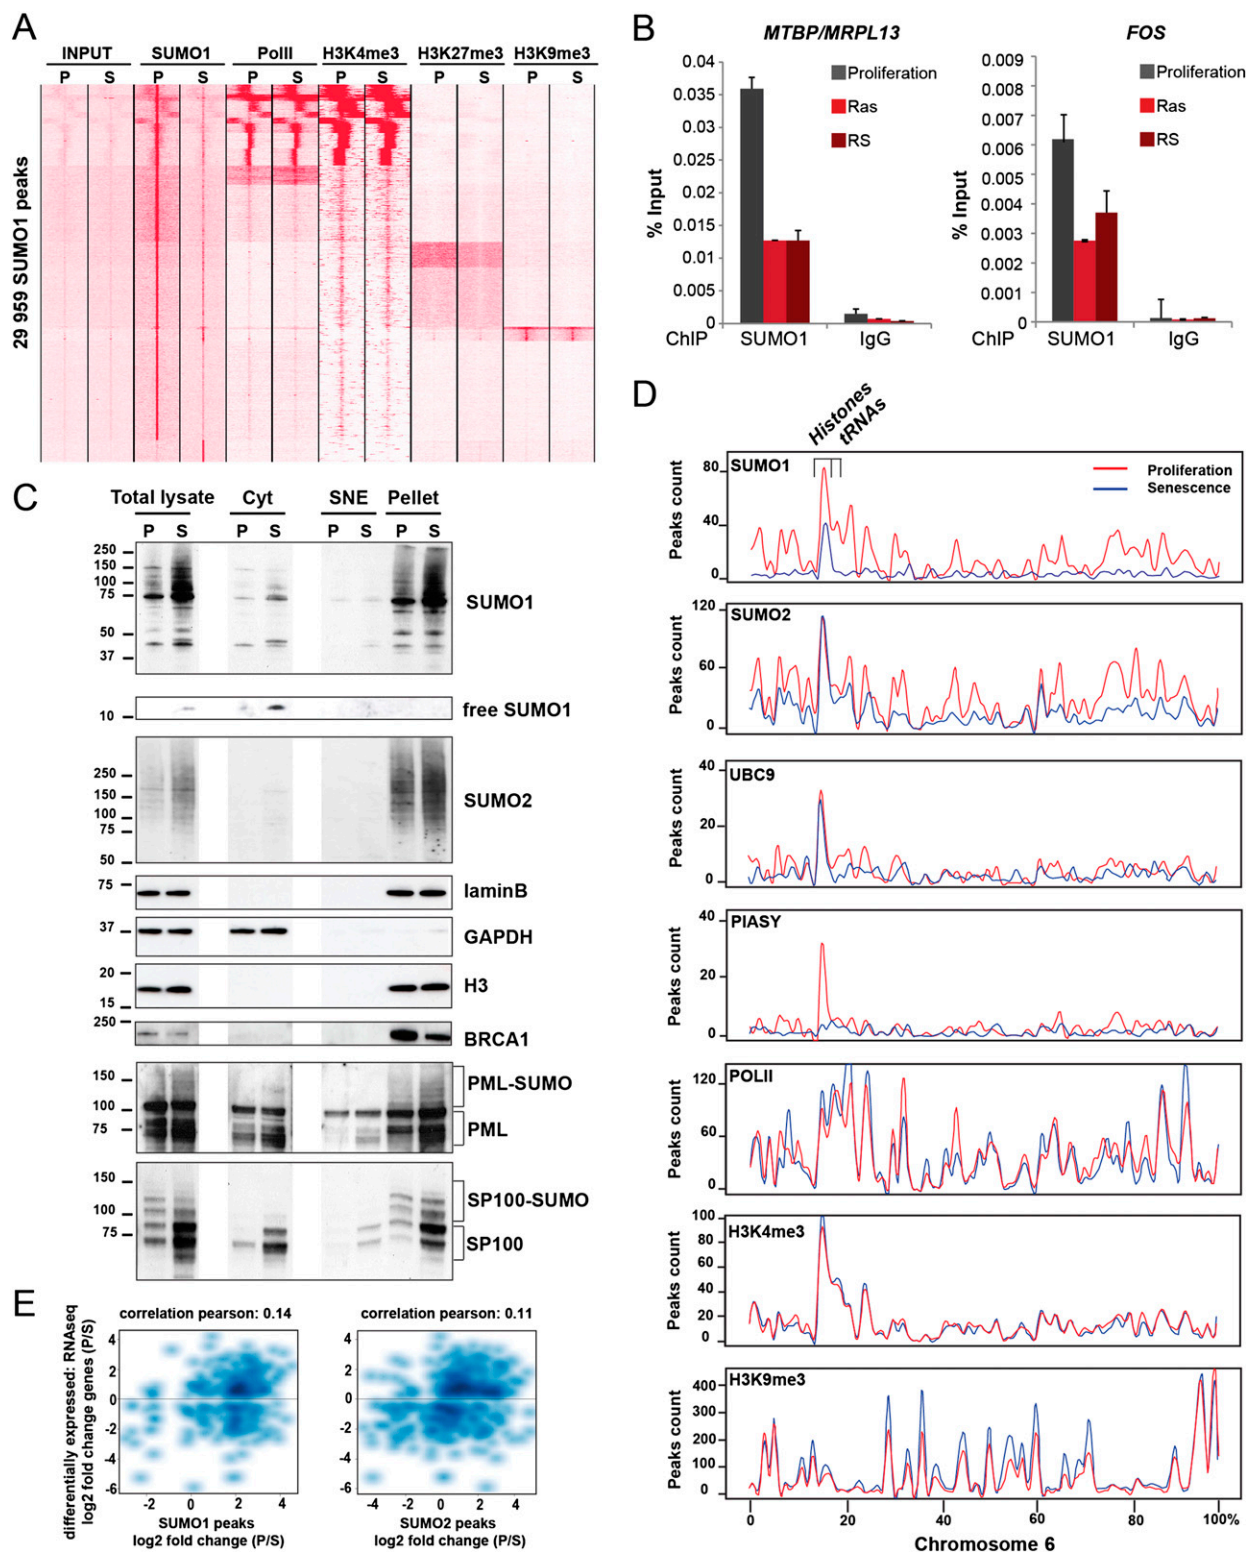 A
INPUT SUMO1 PolII H3K4me3 H3K27me3 H3K9me3
P S P S P S P S P S P S
29 959 SUMO1 peaks
B
MTBP/MRPL13
0.04
0.035
0.03
0.025
0.02
0.015
0.01
0.005
0
% Input
Proliferation
Ras
RS
ChIP SUMO1 IgG
FOS
0.009
0.008
0.007
0.006
0.005
0.004
0.003
0.002
0.001
0
% Input
Proliferation
Ras
RS
ChIP SUMO1 IgG
C
Total lysate Cyt SNE Pellet
P S P S P S P S
250
150
100
75
50
37
SUMO1
10
free SUMO1
250
150
100
75
50
SUMO2
75
laminB
37
GAPDH
20
15
H3
250
BRCA1
150
100
75
PML-SUMO
PML
150
100
75
SP100-SUMO
SP100
D
Histones
tRNAs
SUMO1
Proliferation
Senescence
Peaks count
80
40
0
SUMO2
Peaks count
120
60
0
UBC9
Peaks count
40
20
0
PIASY
Peaks count
40
20
0
POLII
Peaks count
120
80
40
0
H3K4me3
Peaks count
100
80
60
40
20
0
H3K9me3
Peaks count
400
300
200
100
0
0 20 40 60 80 100%
Chromosome 6
E
differentially expressed: RNAseq
log2 fold change genes (P/S)
correlation pearson: 0.14
4
2
0
-2
-4
-6
-2 0 2 4
SUMO1 peaks
log2 fold change (P/S)
correlation pearson: 0.11
4
2
0
-2
-4
-6
-4 -2 0 2 4
SUMO2 peaks
log2 fold change (P/S)